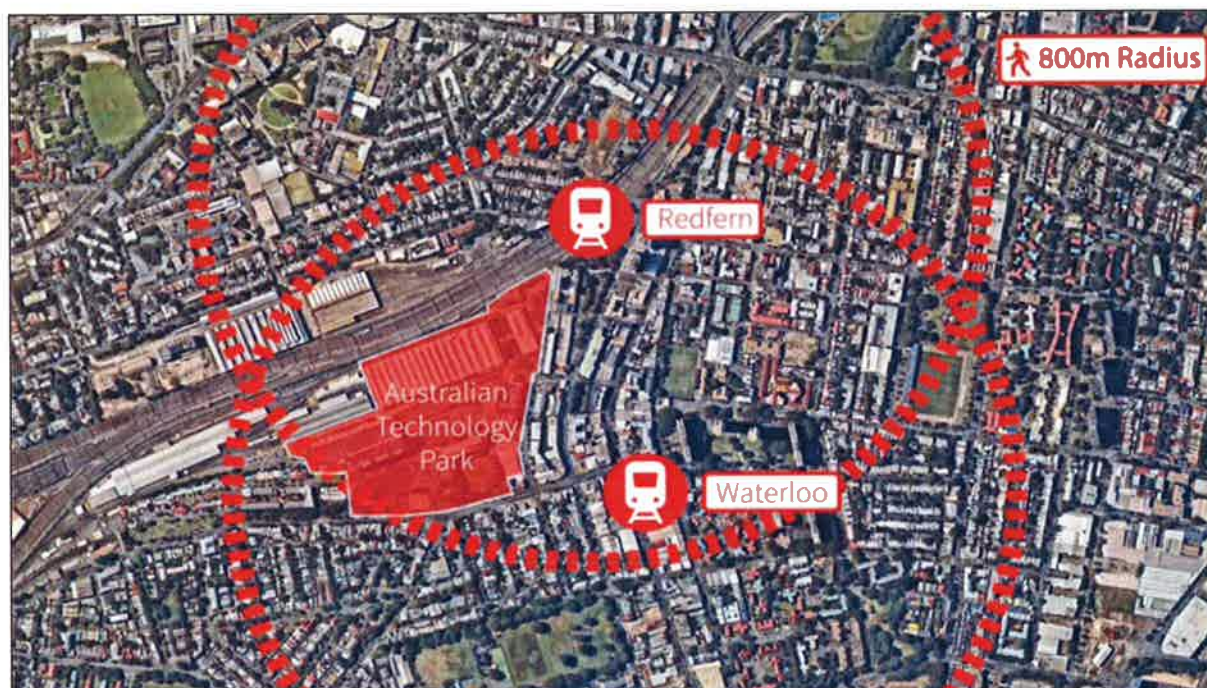 800m Radius
Redfern
Australian
Technology
Park
Waterloo